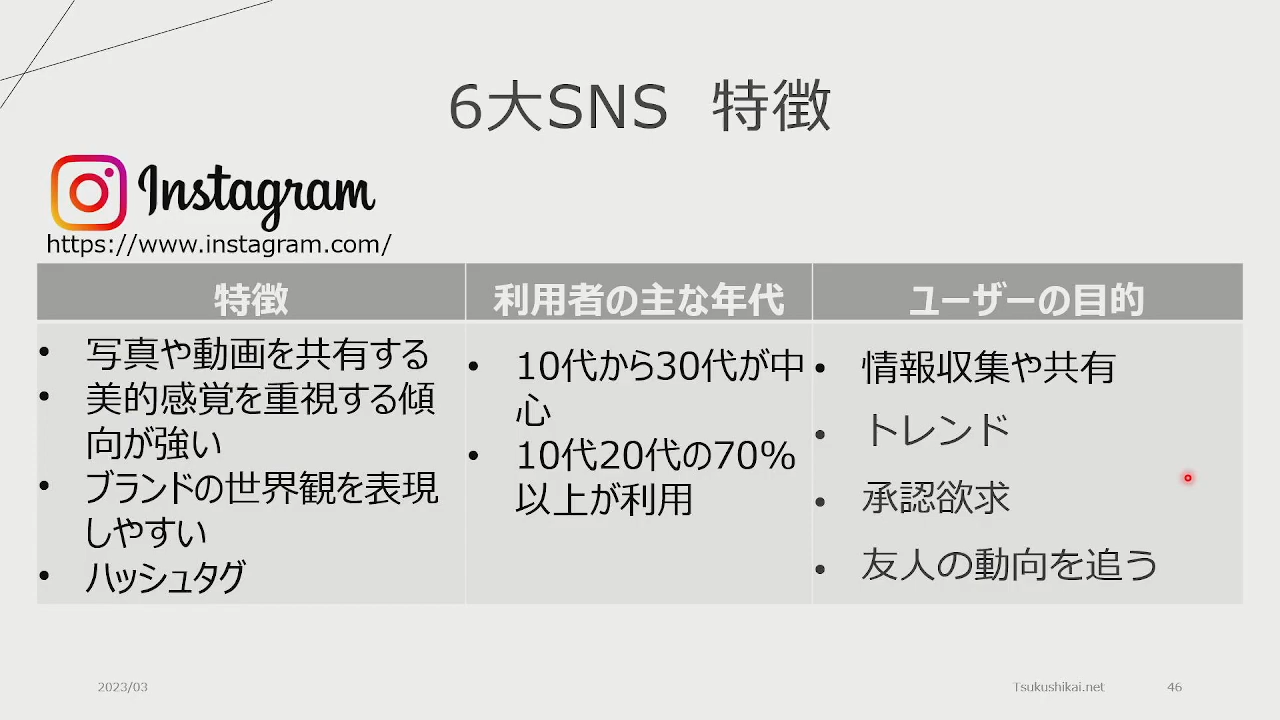 6大SNS 特徴
Instagram
https://www.instagram.com/
特徴
利用者の主な年代
ユーザーの目的
• 写真や動画を共有する
• 美的感覚を重視する傾
向が強い
• ブランドの世界観を表現
しやすい
• ハッシュタグ
• 10代から30代が中
心
• 10代20代の70%
以上が利用
• 情報収集や共有
• トレンド
• 承認欲求
• 友人の動向を追う
2023/03
Tsukushikai.net
46